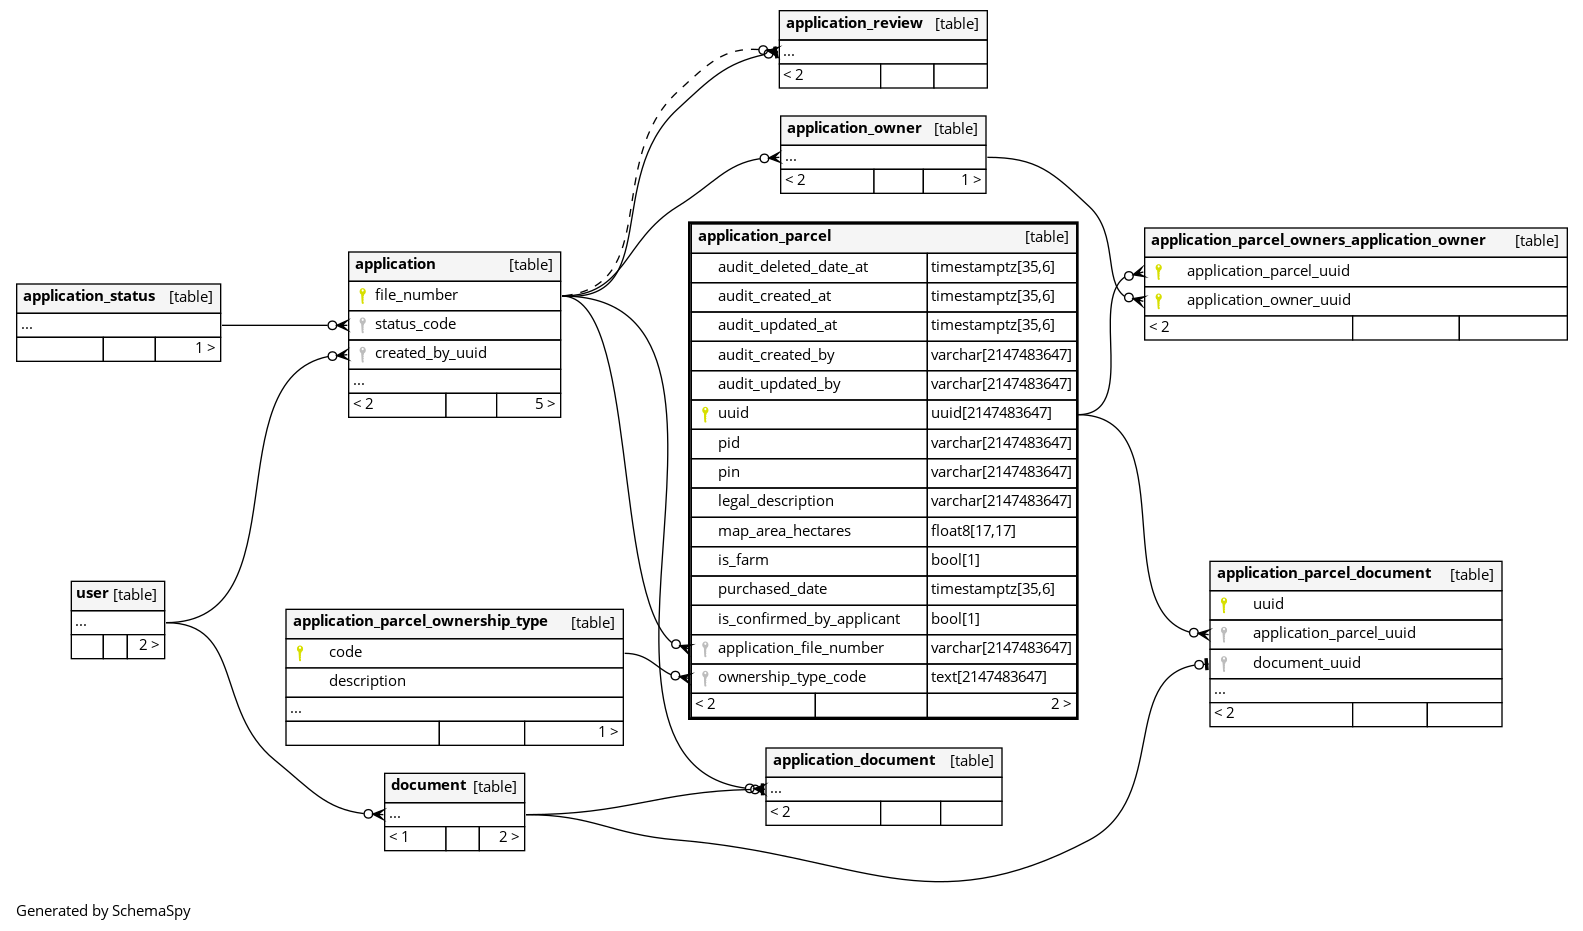 application_review [table]
...
< 2
application_owner [table]
...
< 2 1 >
application_parcel [table]
audit_deleted_date_at timestamptz[35,6]
audit_created_at timestamptz[35,6]
audit_updated_at timestamptz[35,6]
audit_created_by varchar[2147483647]
audit_updated_by varchar[2147483647]
uuid uuid[2147483647]
pid varchar[2147483647]
pin varchar[2147483647]
legal_description varchar[2147483647]
map_area_hectares float8[17,17]
is_farm bool[1]
purchased_date timestamptz[35,6]
is_confirmed_by_applicant bool[1]
application_file_number varchar[2147483647]
ownership_type_code text[2147483647]
< 2 2 >
application_parcel_owners_application_owner [table]
application_parcel_uuid
application_owner_uuid
< 2
application [table]
file_number
status_code
created_by_uuid
...
< 2 5 >
application_status [table]
...
1 >
user [table]
...
2 >
application_parcel_ownership_type [table]
code
description
...
1 >
application_parcel_document [table]
uuid
application_parcel_uuid
document_uuid
...
< 2
document [table]
...
< 1 2 >
application_document [table]
...
< 2
Generated by SchemaSpy